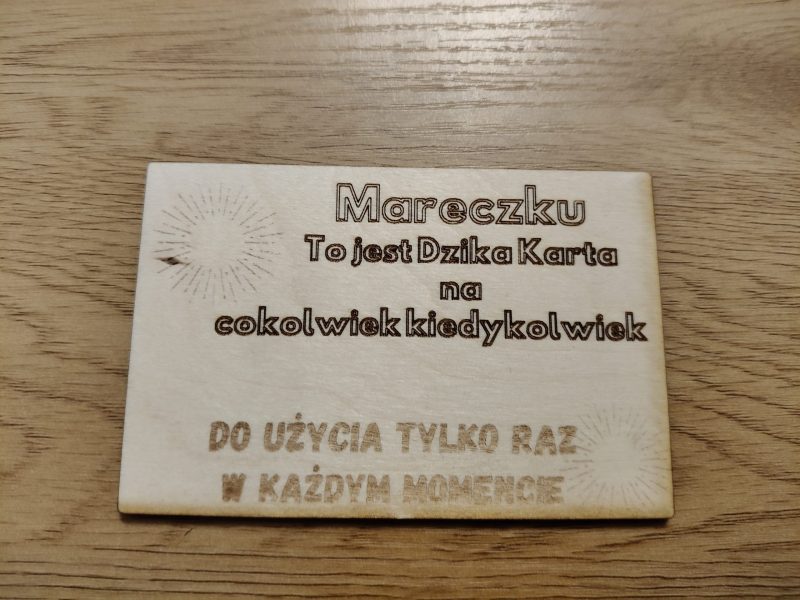 Mareczku
To jest Dzika Karta
na
cokolwiek kiedykolwiek
DO UŻYCIA TYLKO RAZ
W KAŻDYM MOMENCIE